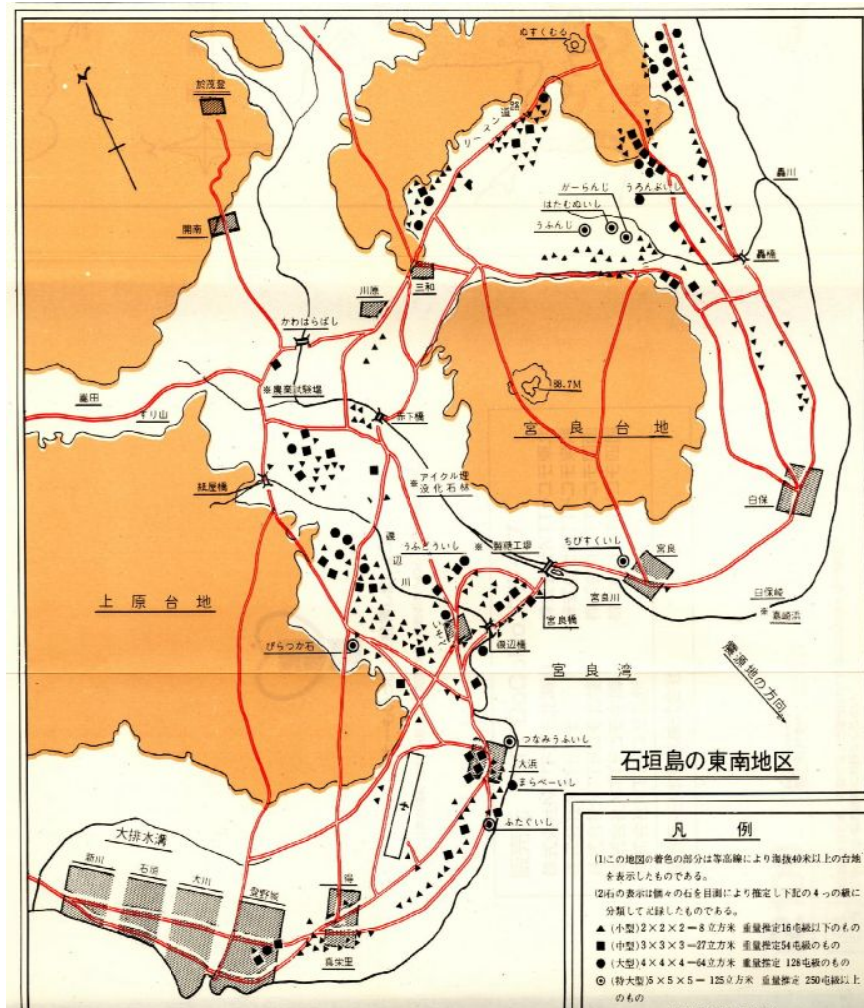 ぬすくむる
於茂登
リースン道路
轟川
がーらんじ
うろんぶいし
はたむぬいし
うふんじ
開南
轟橋
三和
川原
かわはらばし
88.7M
※農業試験場
嵩田
すり山
赤下橋
宮良台地
※アイクル埋
没化石林
白保
紙屋橋
磯辺川
うふどういし
※製糖工場
ちびすくいし
宮良
上原台地
宮良川
白保崎
※嘉崎浜
宮良橋
磯辺橋
びらつか石
宮良湾
震源地の方向
つなみうふいし
大浜
石垣島の東南地区
まらべーいし
ふたぐいし
大排水溝
新川
石垣
大川
登野城
真栄里
凡例
(1)この地図の着色の部分は等高線により海抜40米以上の台地
を表示したものである。
(2)石の表示は個々の石を目測により推定し下記の4つの級に
分類して記録したものである。
▲(小型)2×2×2=8立方米 重量推定16屯級以下のもの
■(中型)3×3×3=27立方米 重量推定54屯級のもの
●(大型)4×4×4=64立方米 重量推定 128屯級のもの
◎(特大型)5×5×5= 125立方米 重量推定 250屯級以上
のもの